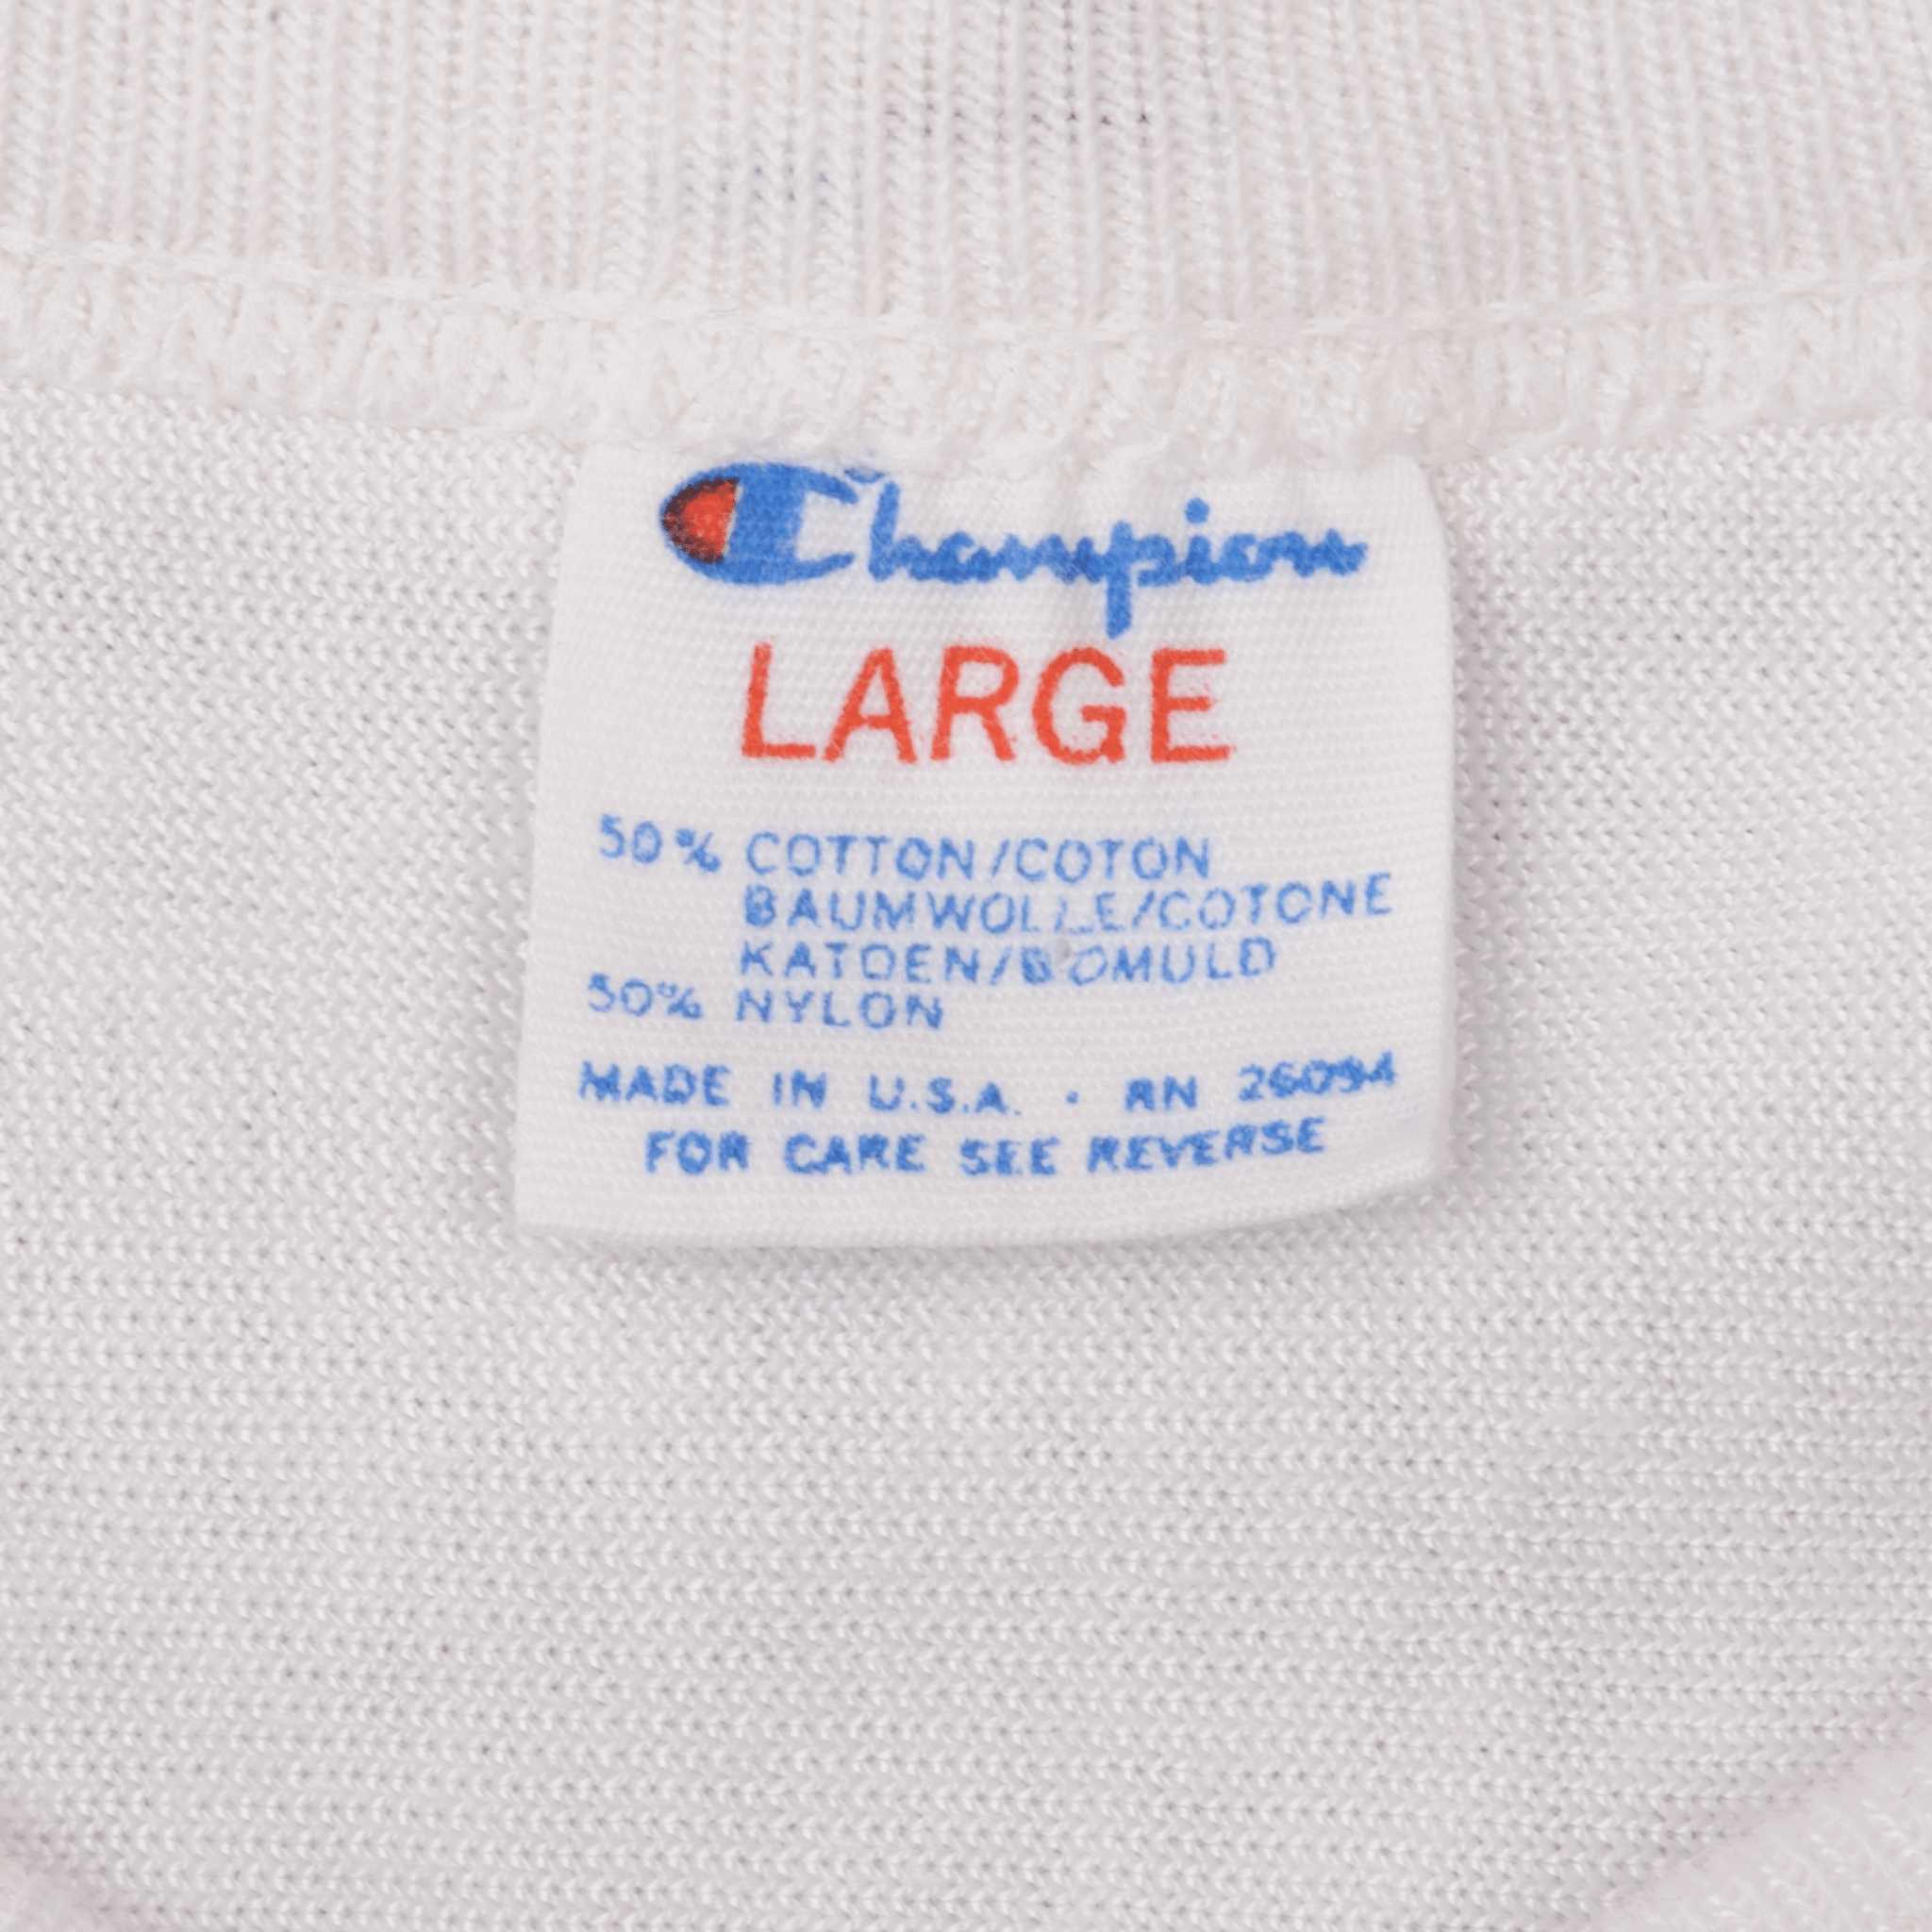 Champion
LARGE
50% COTTON/COTON
BAUMWOLLE/COTONE
KATOEN/BOMULD
50% NYLON
MADE IN U.S.A. · RN 26094
FOR CARE SEE REVERSE